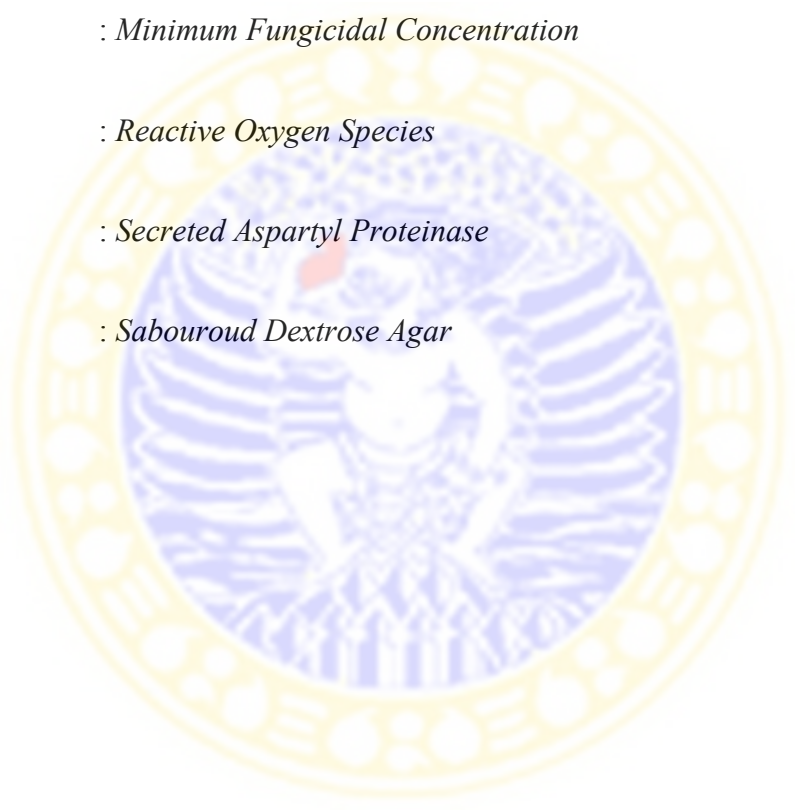 : Minimum Fungicidal Concentration
: Reactive Oxygen Species
: Secreted Aspartyl Proteinase
: Sabouroud Dextrose Agar